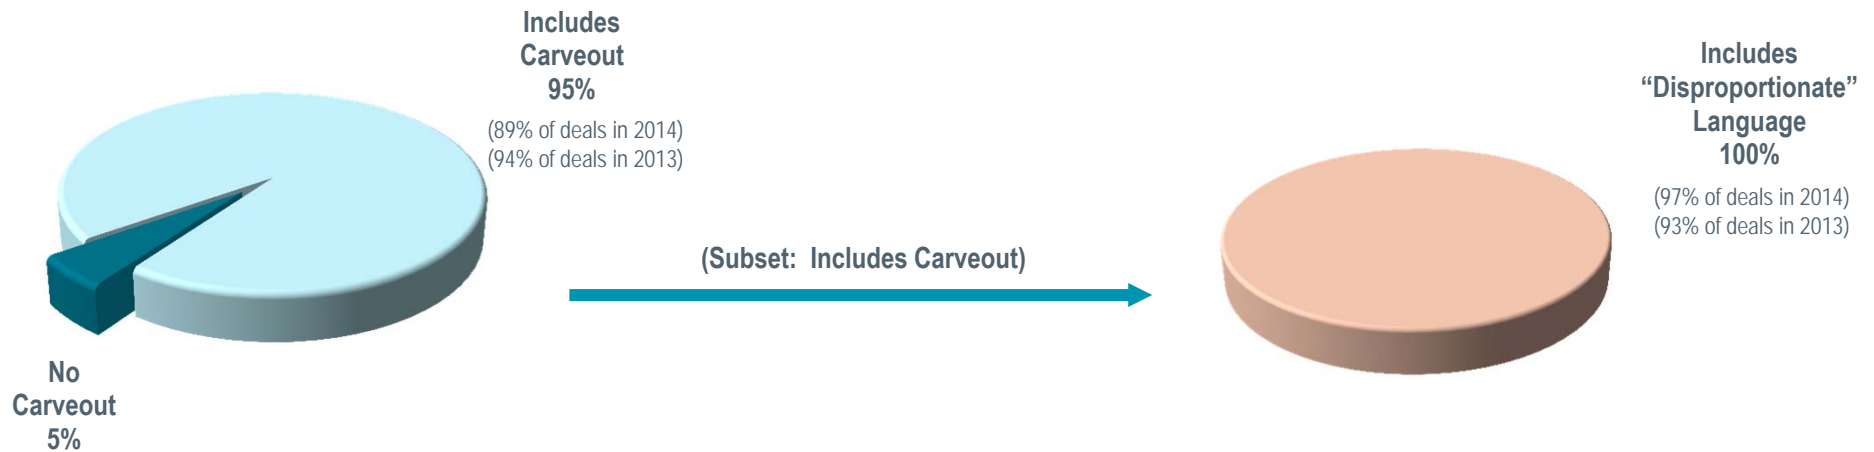 Includes
Carveout
95%
(89% of deals in 2014)
(94% of deals in 2013)
No
Carveout
5%
(Subset:  Includes Carveout)
Includes
“Disproportionate”
Language
100%
(97% of deals in 2014)
(93% of deals in 2013)